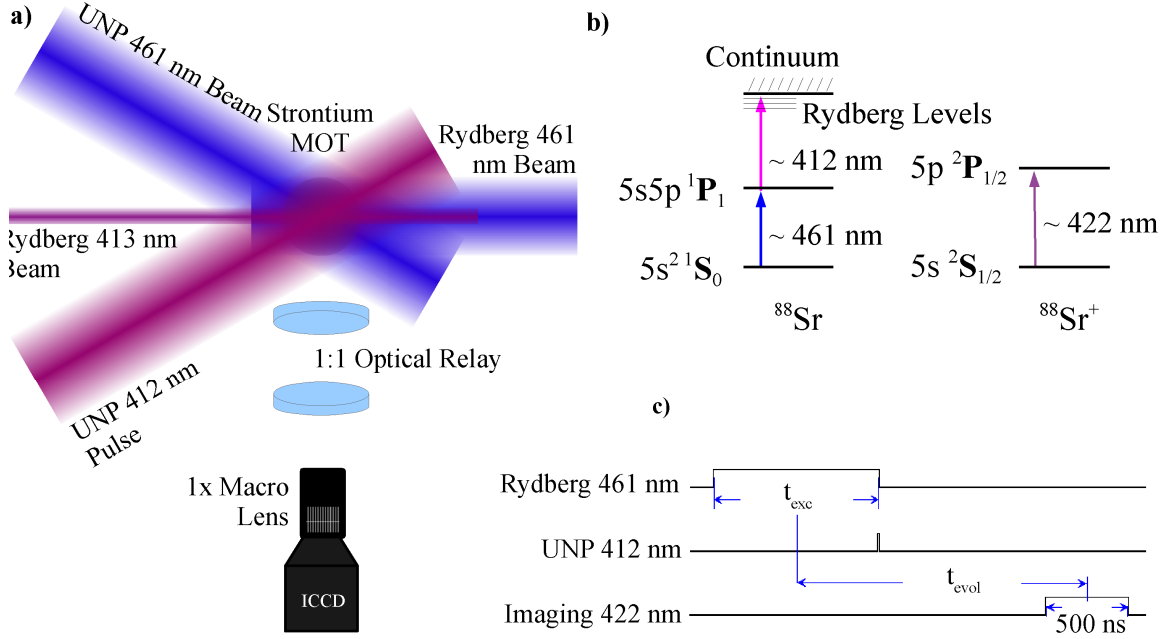 a)
UNP 461 nm Beam
Strontium
MOT
Rydberg 461
nm Beam
Rydberg 413 nm
Beam
UNP 412 nm
Pulse
1:1 Optical Relay
1x Macro
Lens
ICCD
b)
Continuum
Rydberg Levels
~ 412 nm
5s5p ¹P₁
~ 461 nm
5s² ¹S₀
⁸⁸Sr
5p ²P₁/₂
~ 422 nm
5s ²S₁/₂
⁸⁸Sr⁺
c)
Rydberg 461 nm
t_exc
UNP 412 nm
t_evol
Imaging 422 nm
500 ns